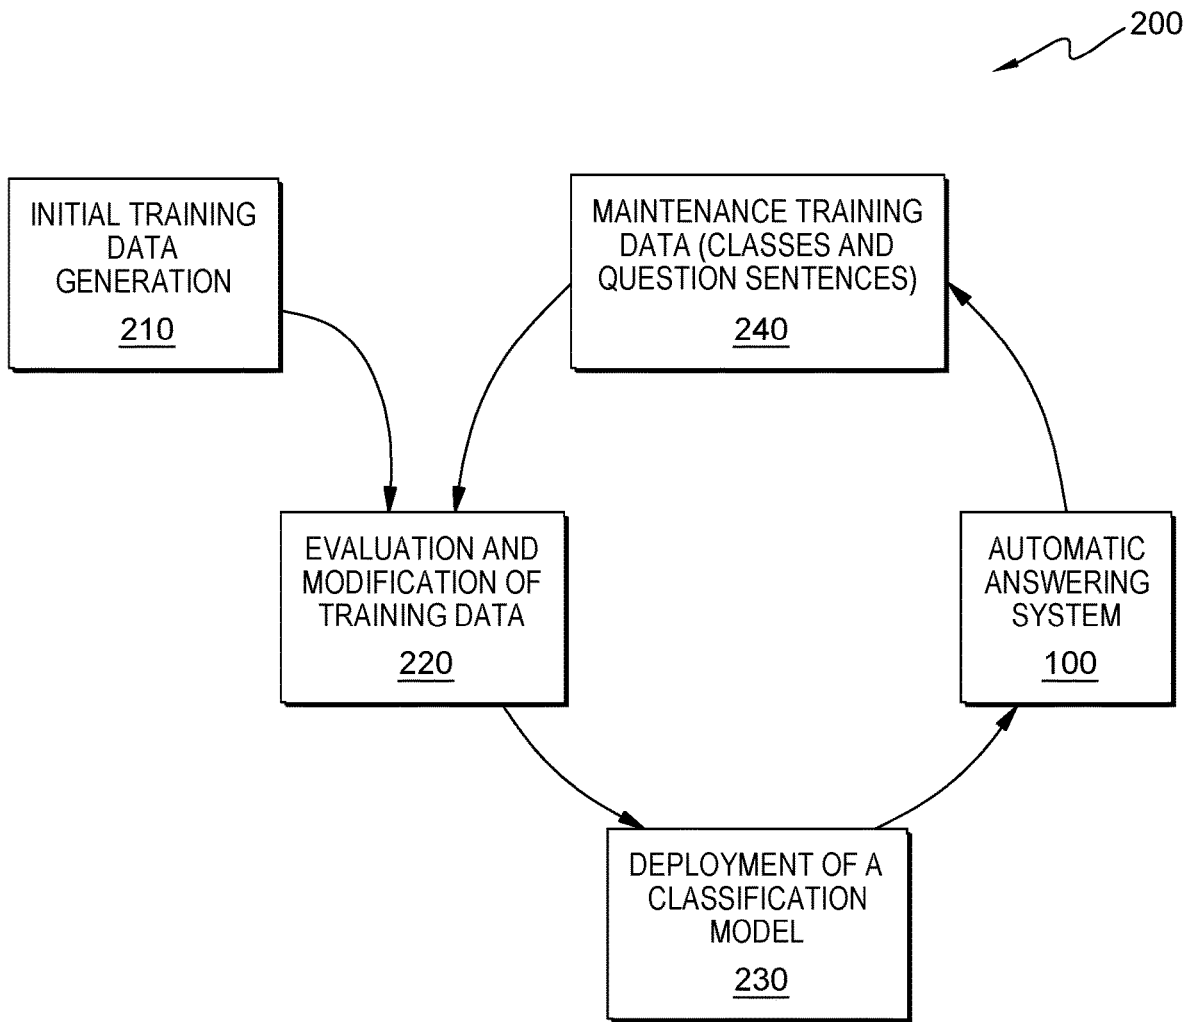 200
INITIAL TRAINING
DATA
GENERATION
210
MAINTENANCE TRAINING
DATA (CLASSES AND
QUESTION SENTENCES)
240
EVALUATION AND
MODIFICATION OF
TRAINING DATA
220
AUTOMATIC
ANSWERING
SYSTEM
100
DEPLOYMENT OF A
CLASSIFICATION
MODEL
230